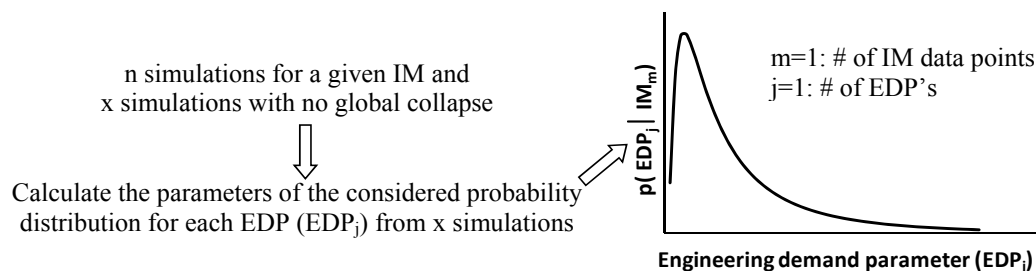 n simulations for a given IM and
x simulations with no global collapse
Calculate the parameters of the considered probability
distribution for each EDP (EDPj) from x simulations
p( EDPj | IMm)
m=1: # of IM data points
j=1: # of EDP's
Engineering demand parameter (EDPj)